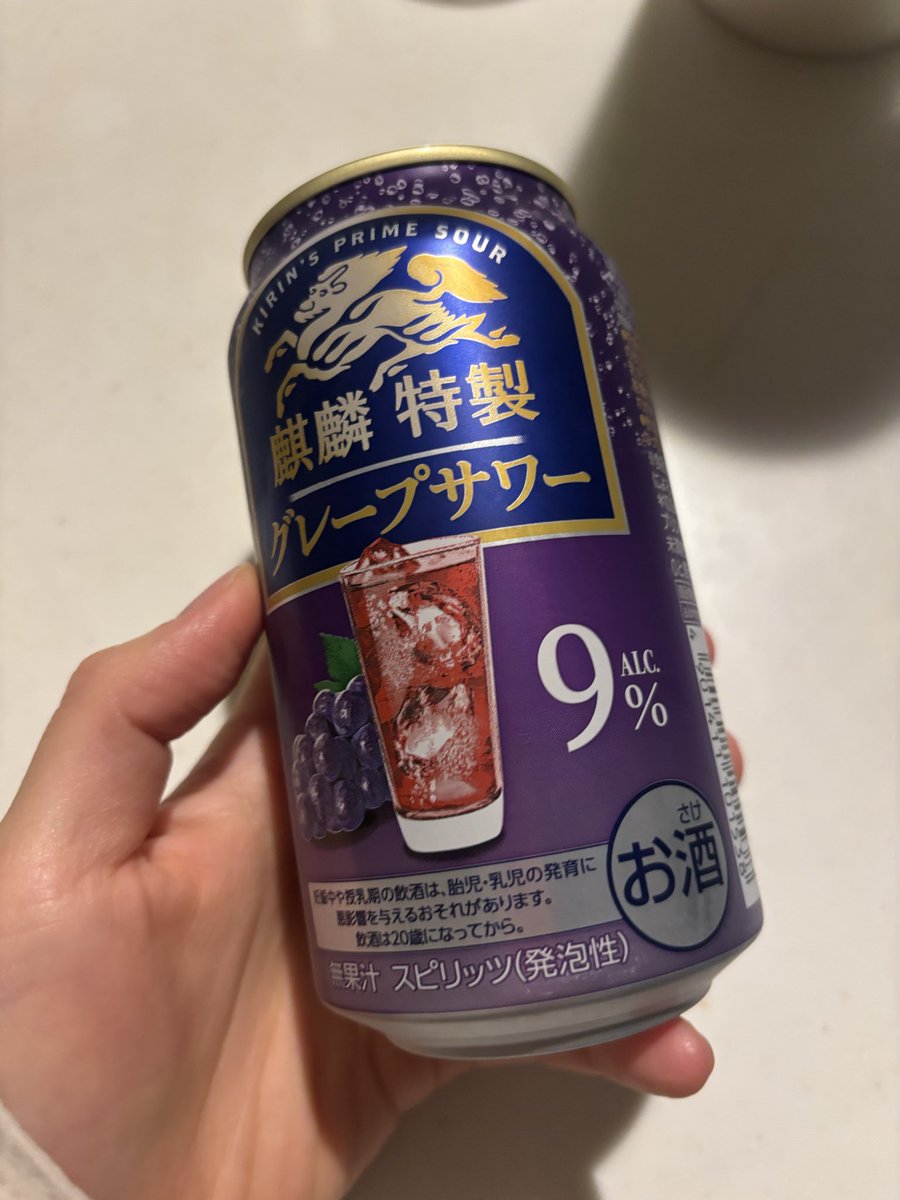 KIRIN'S PRIME SOUR
麒麟 特製
グレープサワー
9
ALC.
%
さけ
お酒
妊娠中や授乳期の飲酒は、胎児・乳児の発育に
悪影響を与えるおそれがあります。
飲酒は20歳になってから。
無果汁 スピリッツ(発泡性)